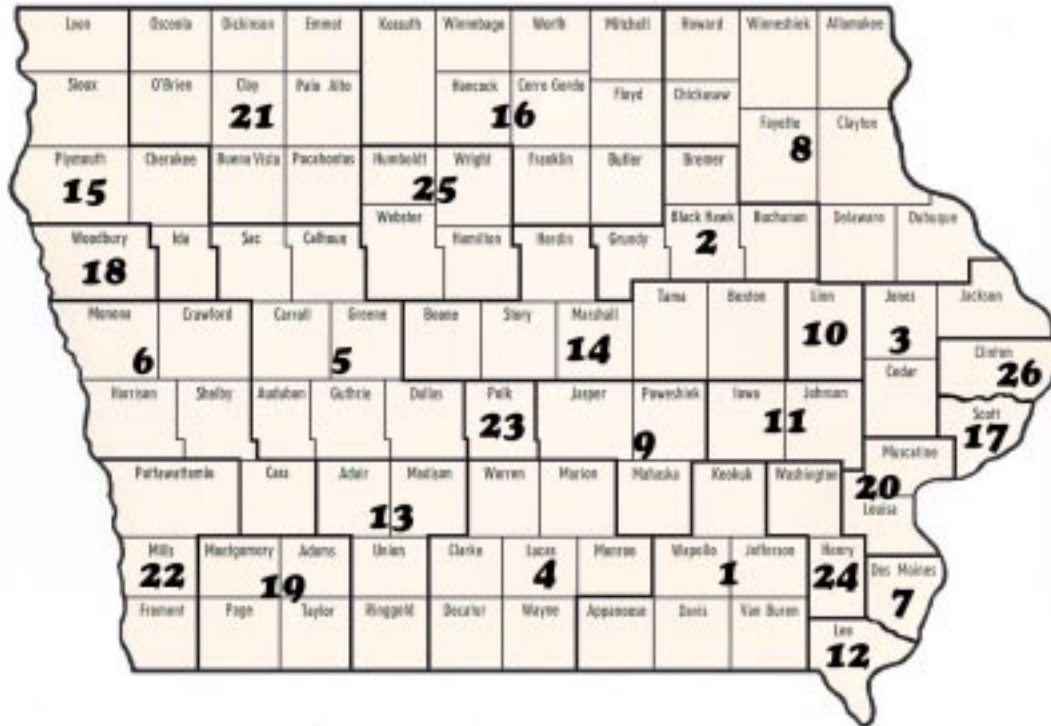 Lyon Osceola Dickinson Emmet Kossuth Winnebago Worth Mitchell Howard Winneshiek Allamakee
Sioux O'Brien Clay Palo Alto Hancock Cerro Gordo Floyd Chickasaw
21 16
Fayette Clayton
8
Plymouth Cherokee Buena Vista Pocahontas Humboldt Wright Franklin Butler Bremer
15 25
Webster Black Hawk Buchanan Delaware Dubuque
Woodbury Ida Sac Calhoun Hamilton Hardin Grundy
18 2
Monona Crawford Carroll Greene Boone Story Marshall Tama Benton Linn Jones Jackson
6 5 14 10 3
Clinton
26
Harrison Shelby Audubon Guthrie Dallas Polk Jasper Poweshiek Iowa Johnson Cedar
23 9 11
Scott
17
Pottawattamie Cass Adair Madison Warren Marion Mahaska Keokuk Washington Muscatine
13 20
Louisa
Mills Montgomery Adams Union Clarke Lucas Monroe Wapello Jefferson Henry Des Moines
22 19 4 1 24 7
Fremont Page Taylor Ringgold Decatur Wayne Appanoose Davis Van Buren Lee
12